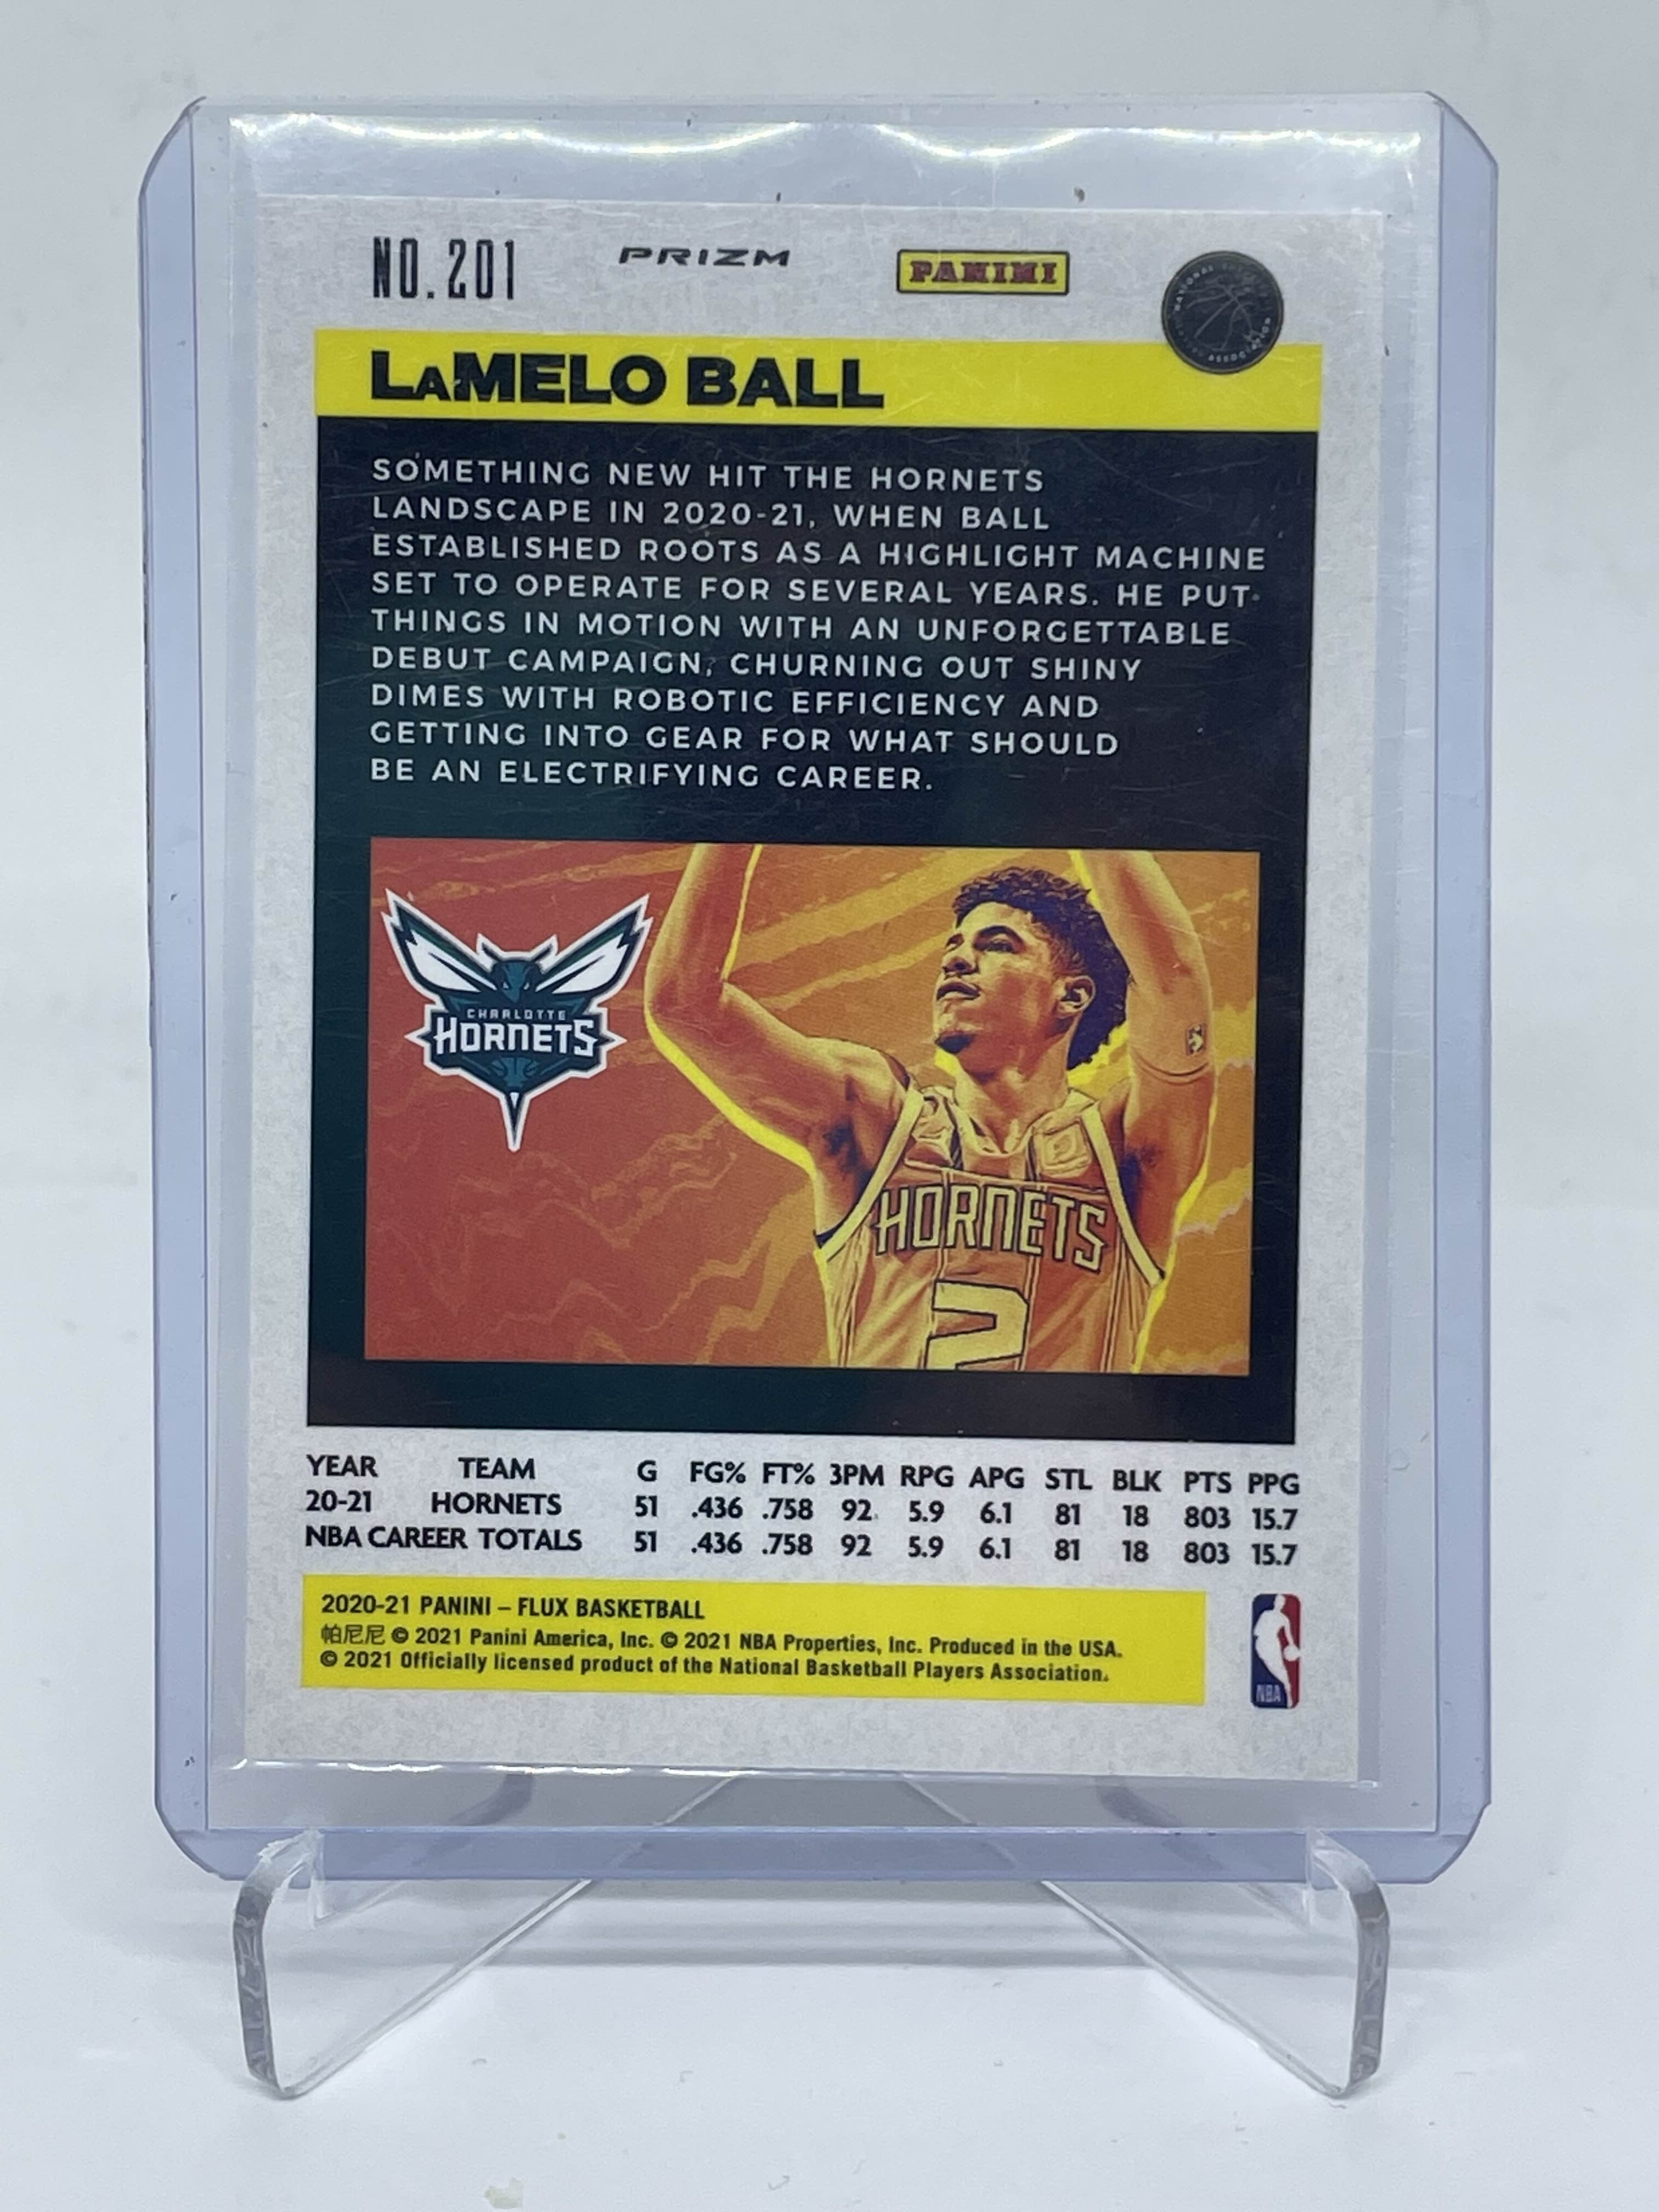 NO.201 PRIZM PANINI
LaMELO BALL
SOMETHING NEW HIT THE HORNETS
LANDSCAPE IN 2020-21, WHEN BALL
ESTABLISHED ROOTS AS A HIGHLIGHT MACHINE
SET TO OPERATE FOR SEVERAL YEARS. HE PUT
THINGS IN MOTION WITH AN UNFORGETTABLE
DEBUT CAMPAIGN, CHURNING OUT SHINY
DIMES WITH ROBOTIC EFFICIENCY AND
GETTING INTO GEAR FOR WHAT SHOULD
BE AN ELECTRIFYING CAREER.
CHARLOTTE
HORNETS
HORNETS
2
YEAR TEAM G FG% FT% 3PM RPG APG STL BLK PTS PPG
20-21 HORNETS 51 .436 .758 92 5.9 6.1 81 18 803 15.7
NBA CAREER TOTALS 51 .436 .758 92 5.9 6.1 81 18 803 15.7
2020-21 PANINI – FLUX BASKETBALL
帕尼尼 © 2021 Panini America, Inc. © 2021 NBA Properties, Inc. Produced in the USA.
© 2021 Officially licensed product of the National Basketball Players Association.
NBA